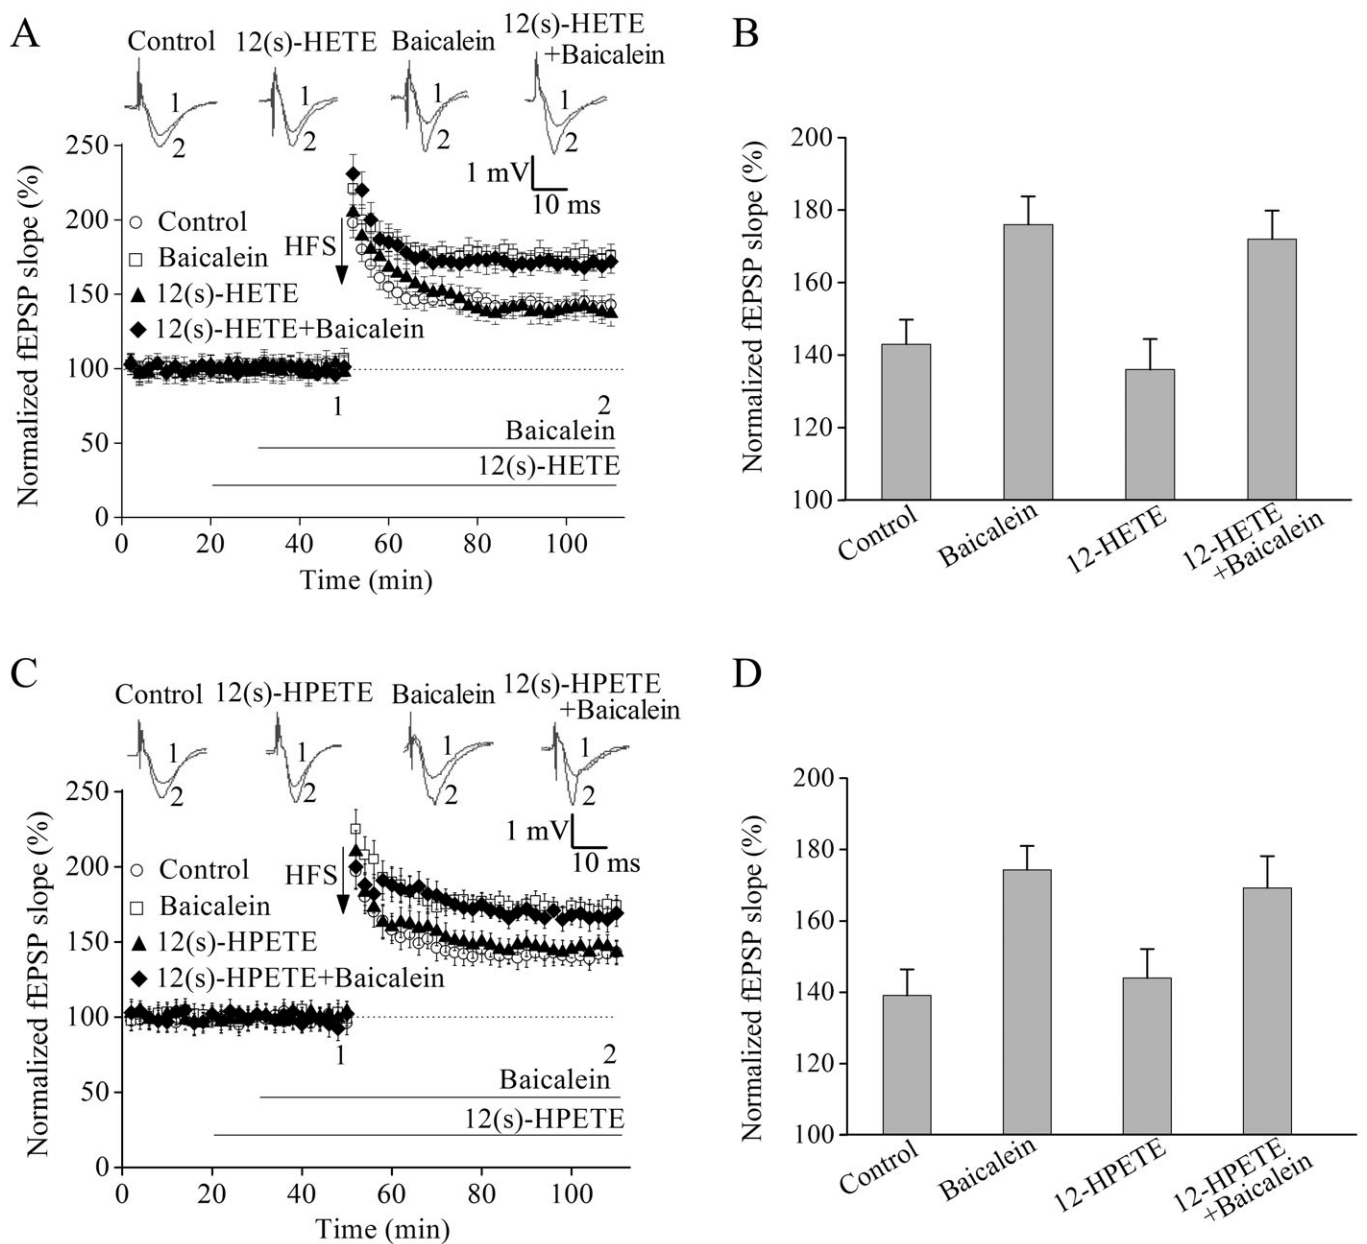 A
B
Control
12(s)-HETE
Baicalein
12(s)-HETE
+Baicalein
1
2
1
2
1
2
1
2
1 mV
10 ms
Normalized fEPSP slope (%)
250
200
150
100
50
0
Control
Baicalein
12(s)-HETE
12(s)-HETE+Baicalein
HFS
1
2
Baicalein
12(s)-HETE
0
20
40
60
80
100
Time (min)
Normalized fEPSP slope (%)
200
180
160
140
120
100
Control
Baicalein
12-HETE
12-HETE
+Baicalein
C
D
Control
12(s)-HPETE
Baicalein
12(s)-HPETE
+Baicalein
1
2
1
2
1
2
1
2
1 mV
10 ms
Normalized fEPSP slope (%)
250
200
150
100
50
0
Control
Baicalein
12(s)-HPETE
12(s)-HPETE+Baicalein
HFS
1
2
Baicalein
12(s)-HPETE
0
20
40
60
80
100
Time (min)
Normalized fEPSP slope (%)
200
180
160
140
120
100
Control
Baicalein
12-HPETE
12-HPETE
+Baicalein